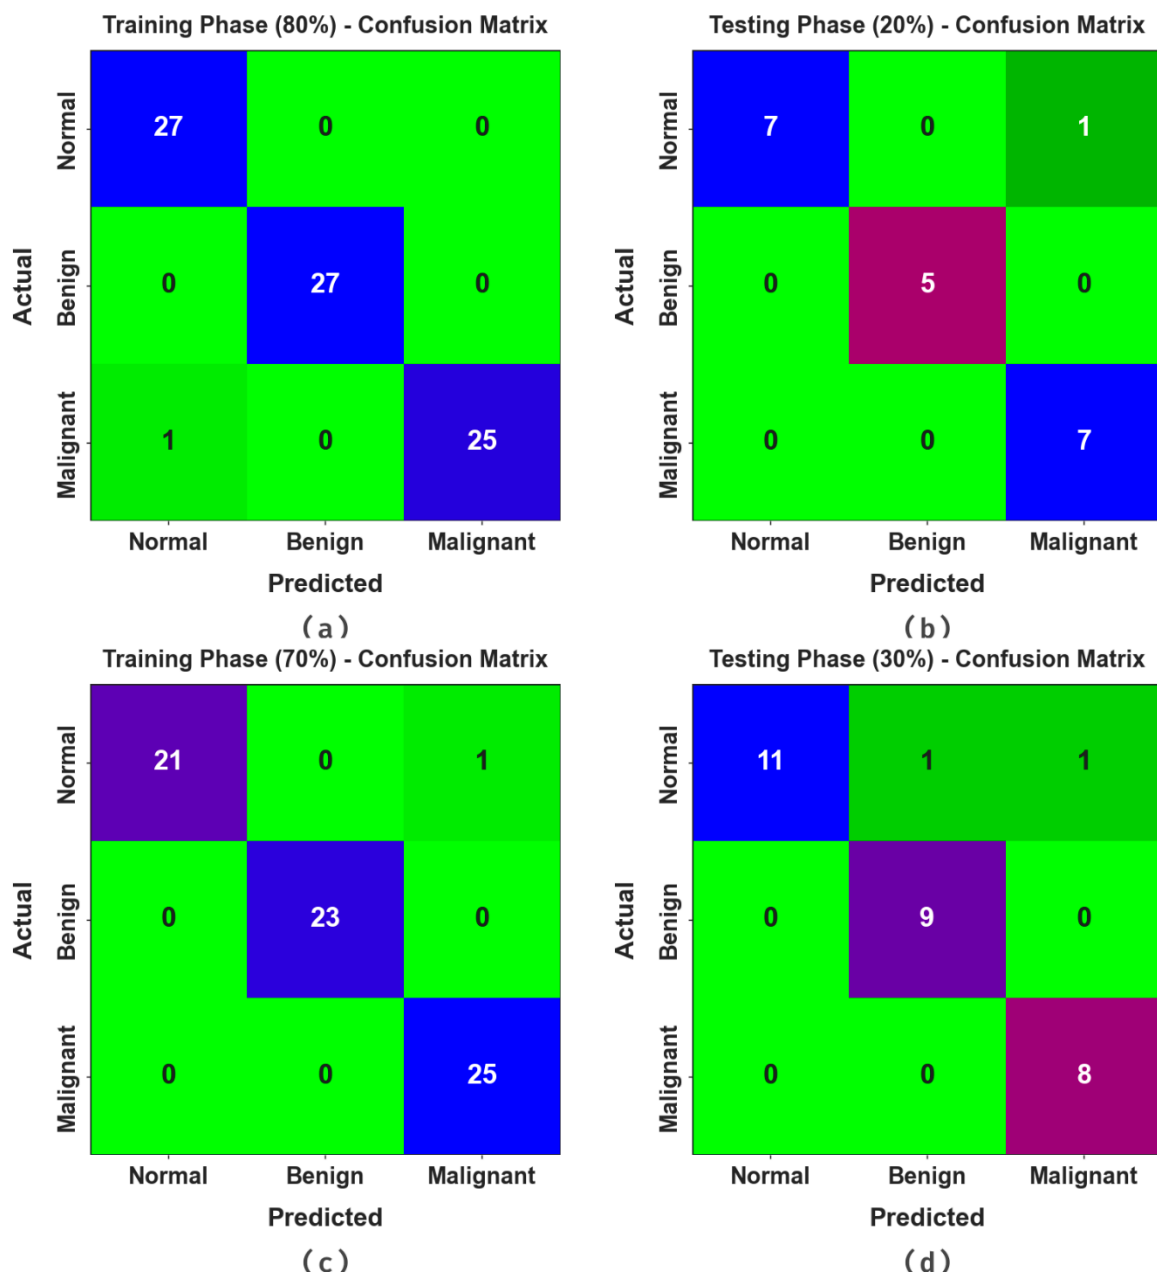 Training Phase (80%) - Confusion Matrix
Normal 27 0 0
Benign 0 27 0
Malignant 1 0 25
Actual
Normal Benign Malignant
Predicted
(a)
Testing Phase (20%) - Confusion Matrix
Normal 7 0 1
Benign 0 5 0
Malignant 0 0 7
Actual
Normal Benign Malignant
Predicted
(b)
Training Phase (70%) - Confusion Matrix
Normal 21 0 1
Benign 0 23 0
Malignant 0 0 25
Actual
Normal Benign Malignant
Predicted
(c)
Testing Phase (30%) - Confusion Matrix
Normal 11 1 1
Benign 0 9 0
Malignant 0 0 8
Actual
Normal Benign Malignant
Predicted
(d)